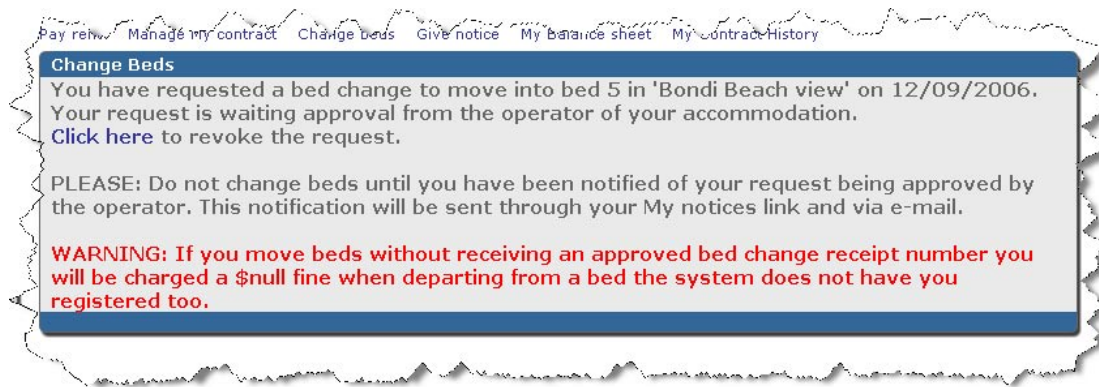 Pay rent Manage my contract Change beds Give notice My balance sheet My Contract History
Change Beds
You have requested a bed change to move into bed 5 in 'Bondi Beach view' on 12/09/2006.
Your request is waiting approval from the operator of your accommodation.
Click here to revoke the request.
PLEASE: Do not change beds until you have been notified of your request being approved by
the operator. This notification will be sent through your My notices link and via e-mail.
WARNING: If you move beds without receiving an approved bed change receipt number you
will be charged a $null fine when departing from a bed the system does not have you
registered too.